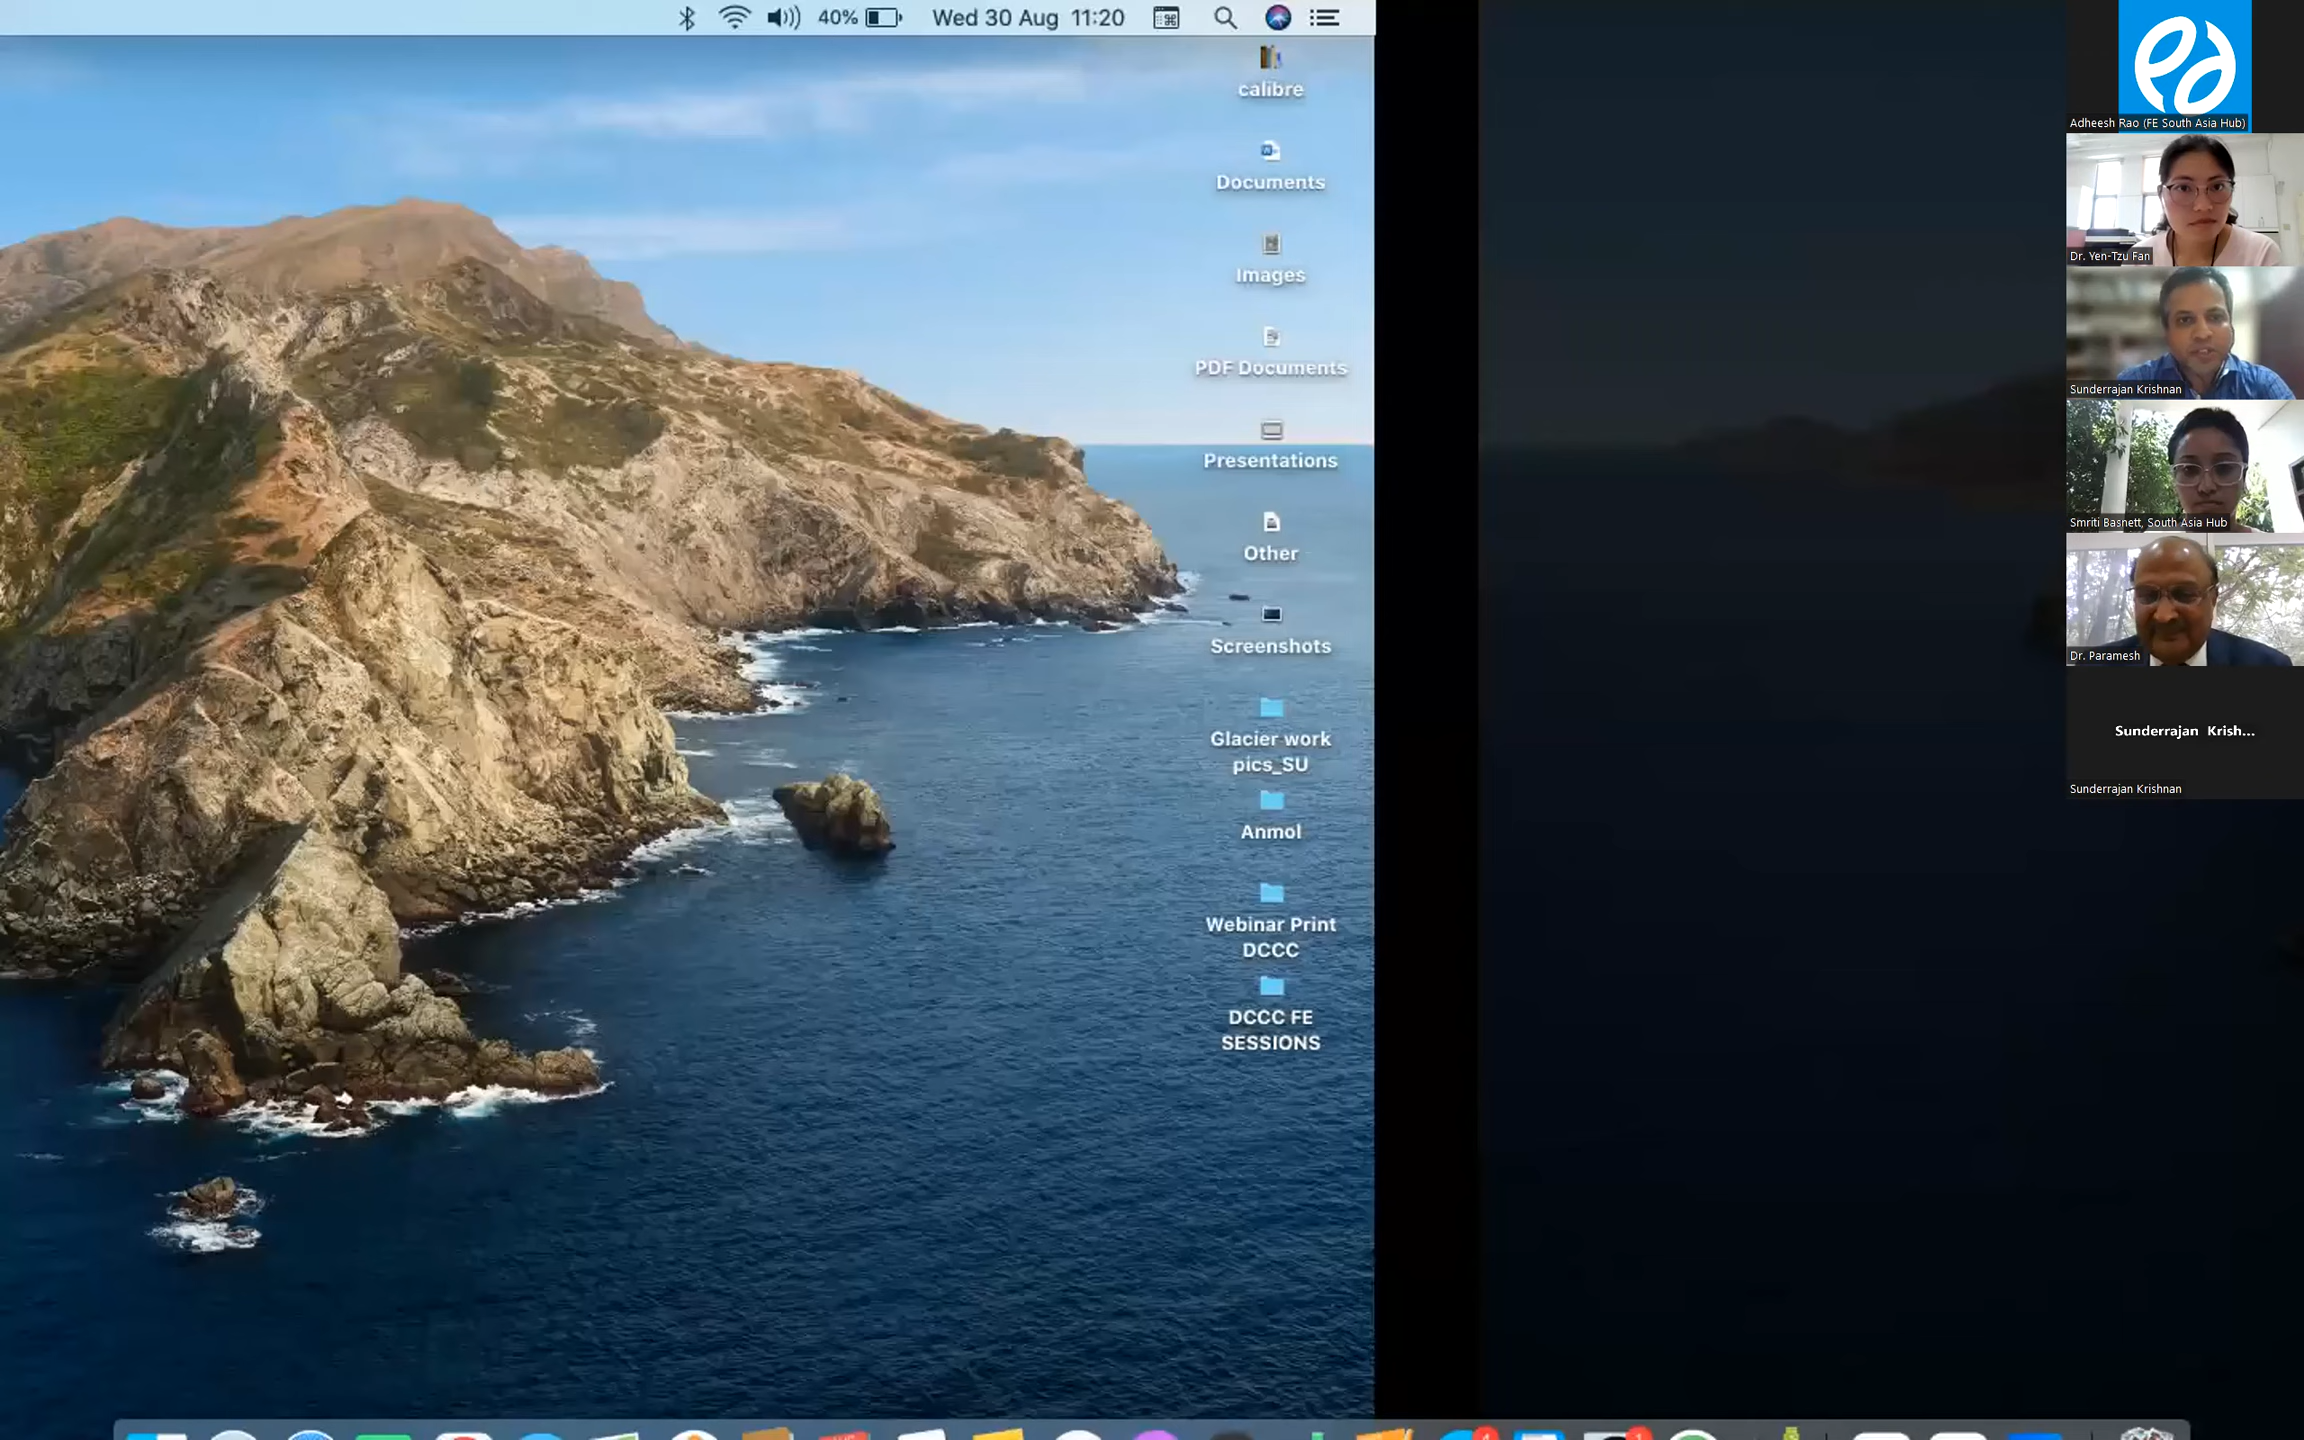 40%
Wed 30 Aug 11:20
calibre
Documents
Images
PDF Documents
Presentations
Other
Screenshots
Glacier work
pics_SU
Anmol
Webinar Print
DCCC
DCCC FE
SESSIONS
Adheesh Rao (FE South Asia Hub)
Dr. Yen-Tzu Fan
Sunderrajan Krishnan
Smriti Basnett, South Asia Hub
Dr. Paramesh
Sunderrajan Krish...
Sunderrajan Krishnan